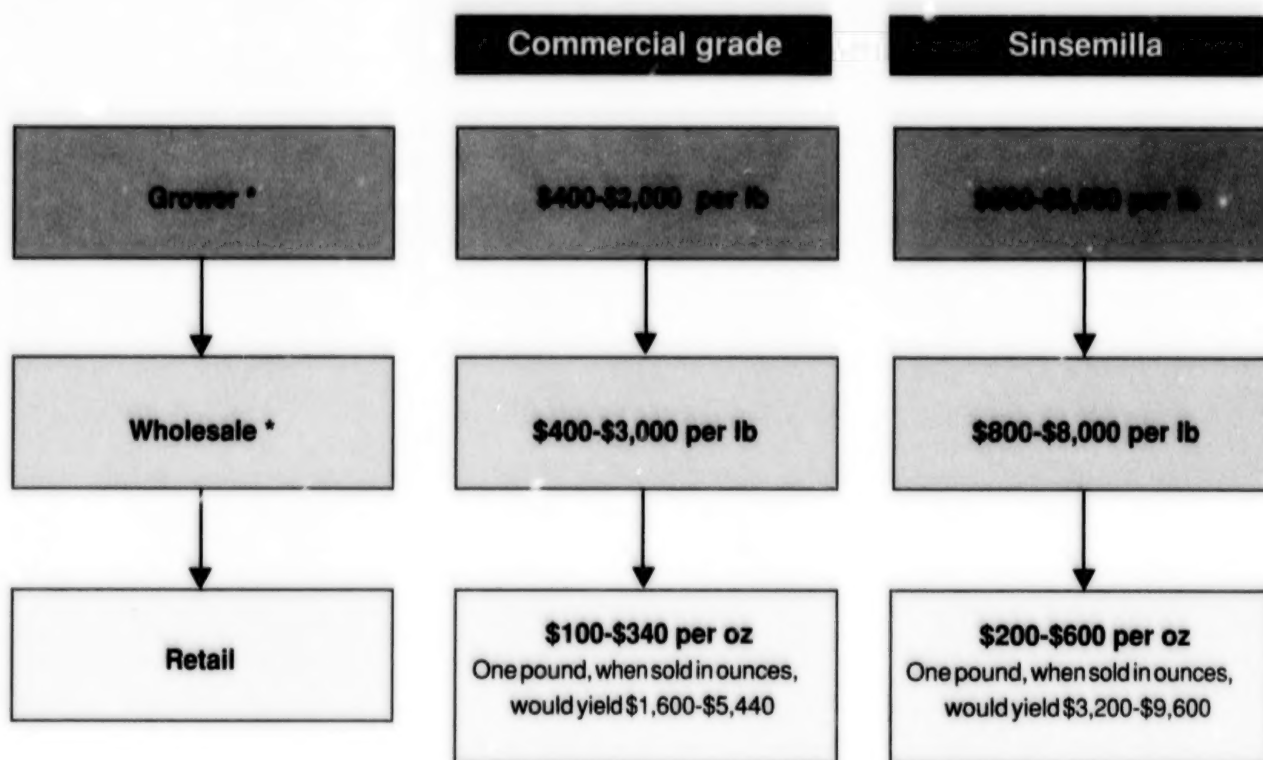 Commercial grade
Sinsemilla
Grower *
$400-$2,000 per lb
per lb
Wholesale *
$400-$3,000 per lb
$800-$8,000 per lb
Retail
$100-$340 per oz
One pound, when sold in ounces,
would yield $1,600-$5,440
$200-$600 per oz
One pound, when sold in ounces,
would yield $3,200-$9,600